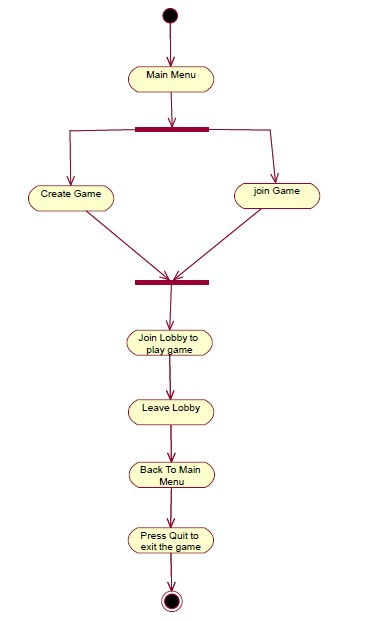 Main Menu
Create Game
join Game
Join Lobby to
play game
Leave Lobby
Back To Main
Menu
Press Quit to
exit the game